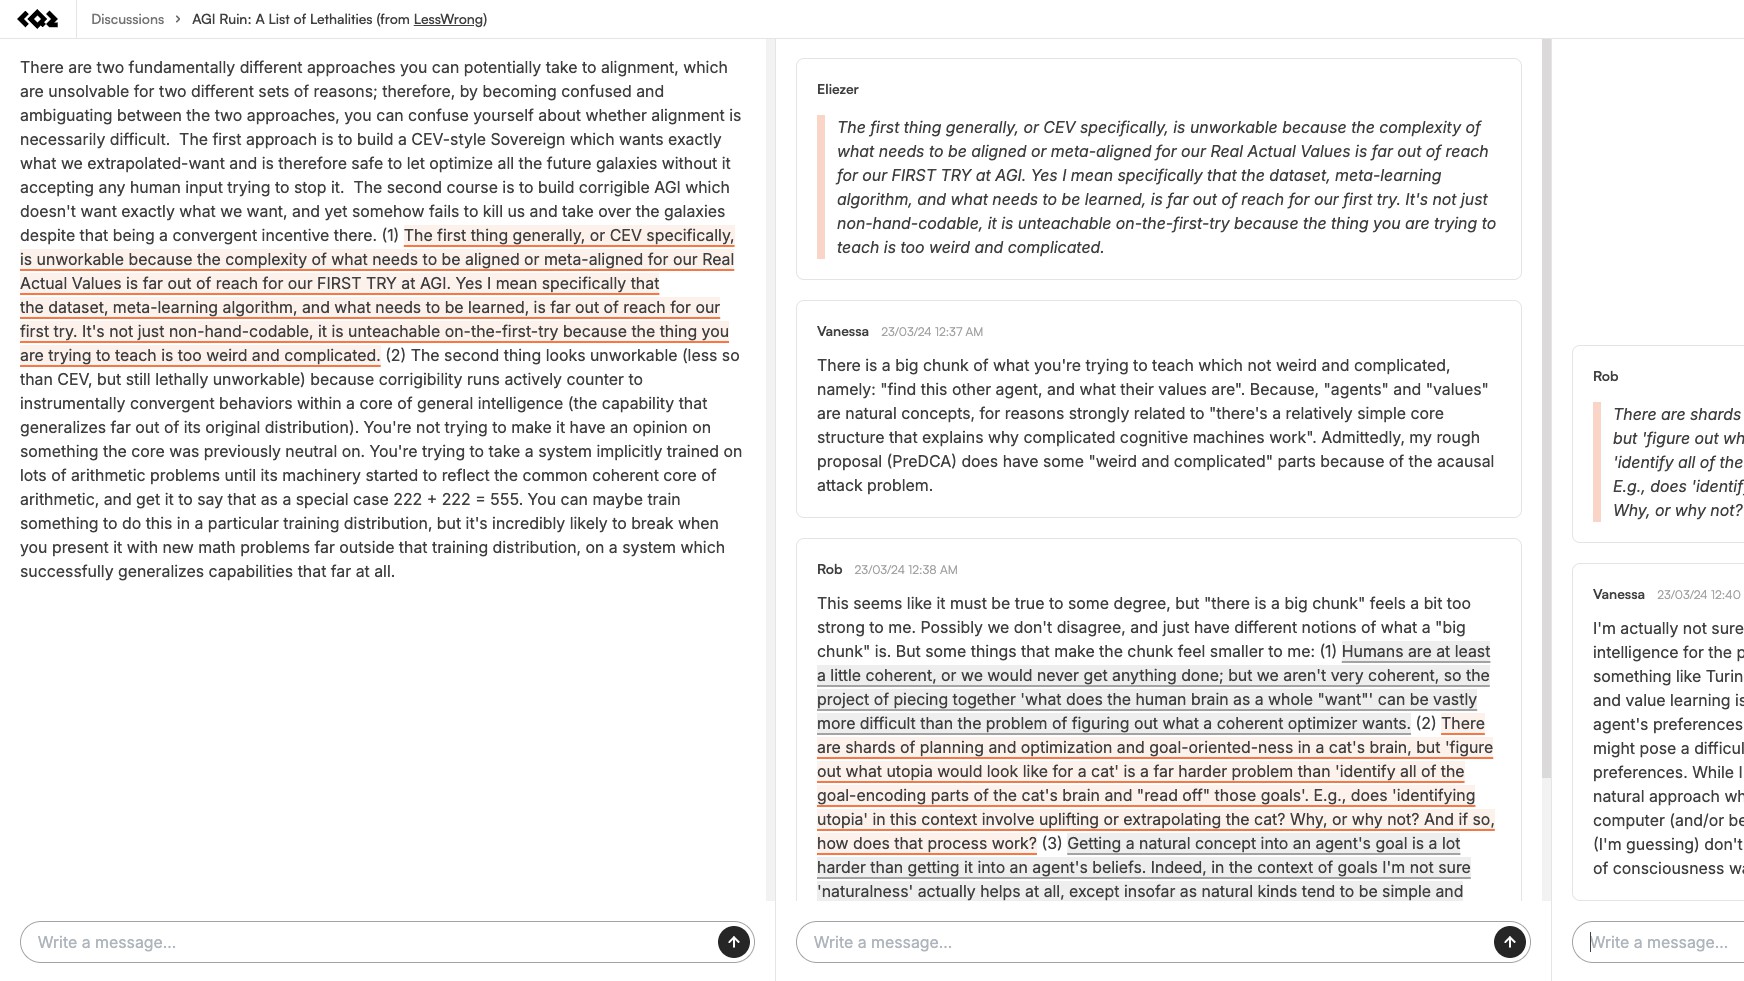 Discussions > AGI Ruin: A List of Lethalities (from LessWrong)
There are two fundamentally different approaches you can potentially take to alignment, which
are unsolvable for two different sets of reasons; therefore, by becoming confused and
ambiguating between the two approaches, you can confuse yourself about whether alignment is
necessarily difficult.  The first approach is to build a CEV-style Sovereign which wants exactly
what we extrapolated-want and is therefore safe to let optimize all the future galaxies without it
accepting any human input trying to stop it.  The second course is to build corrigible AGI which
doesn't want exactly what we want, and yet somehow fails to kill us and take over the galaxies
despite that being a convergent incentive there. (1) The first thing generally, or CEV specifically,
is unworkable because the complexity of what needs to be aligned or meta-aligned for our Real
Actual Values is far out of reach for our FIRST TRY at AGI. Yes I mean specifically that
the dataset, meta-learning algorithm, and what needs to be learned, is far out of reach for our
first try. It's not just non-hand-codable, it is unteachable on-the-first-try because the thing you
are trying to teach is too weird and complicated. (2) The second thing looks unworkable (less so
than CEV, but still lethally unworkable) because corrigibility runs actively counter to
instrumentally convergent behaviors within a core of general intelligence (the capability that
generalizes far out of its original distribution). You're not trying to make it have an opinion on
something the core was previously neutral on. You're trying to take a system implicitly trained on
lots of arithmetic problems until its machinery started to reflect the common coherent core of
arithmetic, and get it to say that as a special case 222 + 222 = 555. You can maybe train
something to do this in a particular training distribution, but it's incredibly likely to break when
you present it with new math problems far outside that training distribution, on a system which
successfully generalizes capabilities that far at all.
Write a message...
Eliezer
The first thing generally, or CEV specifically, is unworkable because the complexity of
what needs to be aligned or meta-aligned for our Real Actual Values is far out of reach
for our FIRST TRY at AGI. Yes I mean specifically that the dataset, meta-learning
algorithm, and what needs to be learned, is far out of reach for our first try. It's not just
non-hand-codable, it is unteachable on-the-first-try because the thing you are trying to
teach is too weird and complicated.
Vanessa 23/03/24 12:37 AM
There is a big chunk of what you're trying to teach which not weird and complicated,
namely: "find this other agent, and what their values are". Because, "agents" and "values"
are natural concepts, for reasons strongly related to "there's a relatively simple core
structure that explains why complicated cognitive machines work". Admittedly, my rough
proposal (PreDCA) does have some "weird and complicated" parts because of the acausal
attack problem.
Rob 23/03/24 12:38 AM
This seems like it must be true to some degree, but "there is a big chunk" feels a bit too
strong to me. Possibly we don't disagree, and just have different notions of what a "big
chunk" is. But some things that make the chunk feel smaller to me: (1) Humans are at least
a little coherent, or we would never get anything done; but we aren't very coherent, so the
project of piecing together 'what does the human brain as a whole "want"' can be vastly
more difficult than the problem of figuring out what a coherent optimizer wants. (2) There
are shards of planning and optimization and goal-oriented-ness in a cat's brain, but 'figure
out what utopia would look like for a cat' is a far harder problem than 'identify all of the
goal-encoding parts of the cat's brain and "read off" those goals'. E.g., does 'identifying
utopia' in this context involve uplifting or extrapolating the cat? Why, or why not? And if so,
how does that process work? (3) Getting a natural concept into an agent's goal is a lot
harder than getting it into an agent's beliefs. Indeed, in the context of goals I'm not sure
'naturalness' actually helps at all, except insofar as natural kinds tend to be simple and
Write a message...
Rob
There are shards
but 'figure out wh
'identify all of the
E.g., does 'identif
Why, or why not?
Vanessa 23/03/24 12:40
I'm actually not sure
intelligence for the p
something like Turin
and value learning is
agent's preferences
might pose a difficul
preferences. While I
natural approach wh
computer (and/or be
(I'm guessing) don't
of consciousness wa
Write a message...